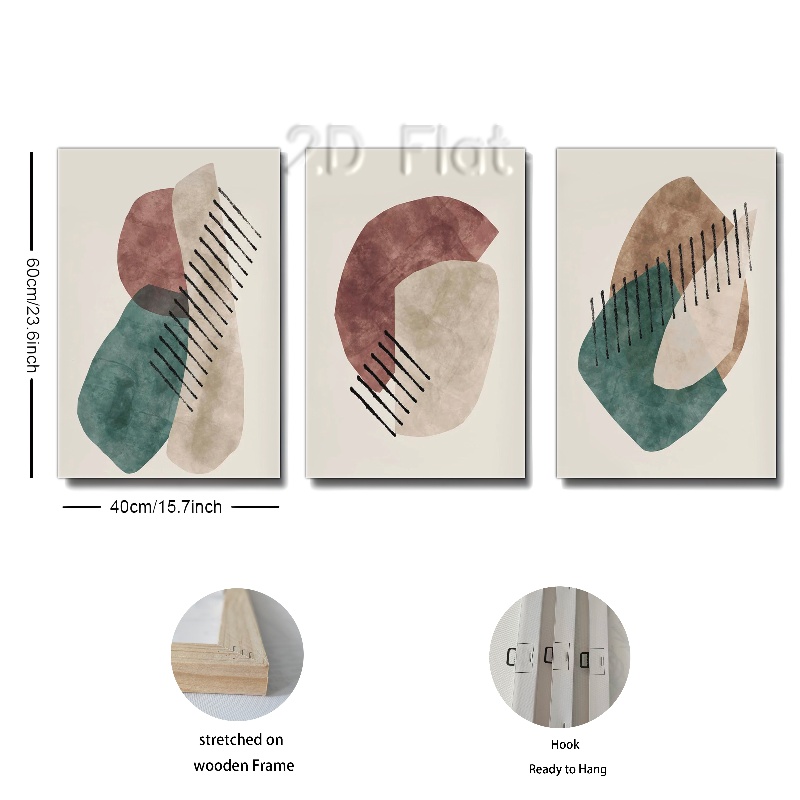 2D Flat
60cm/23.6inch
40cm/15.7inch
stretched on
wooden Frame
Hook
Ready to Hang